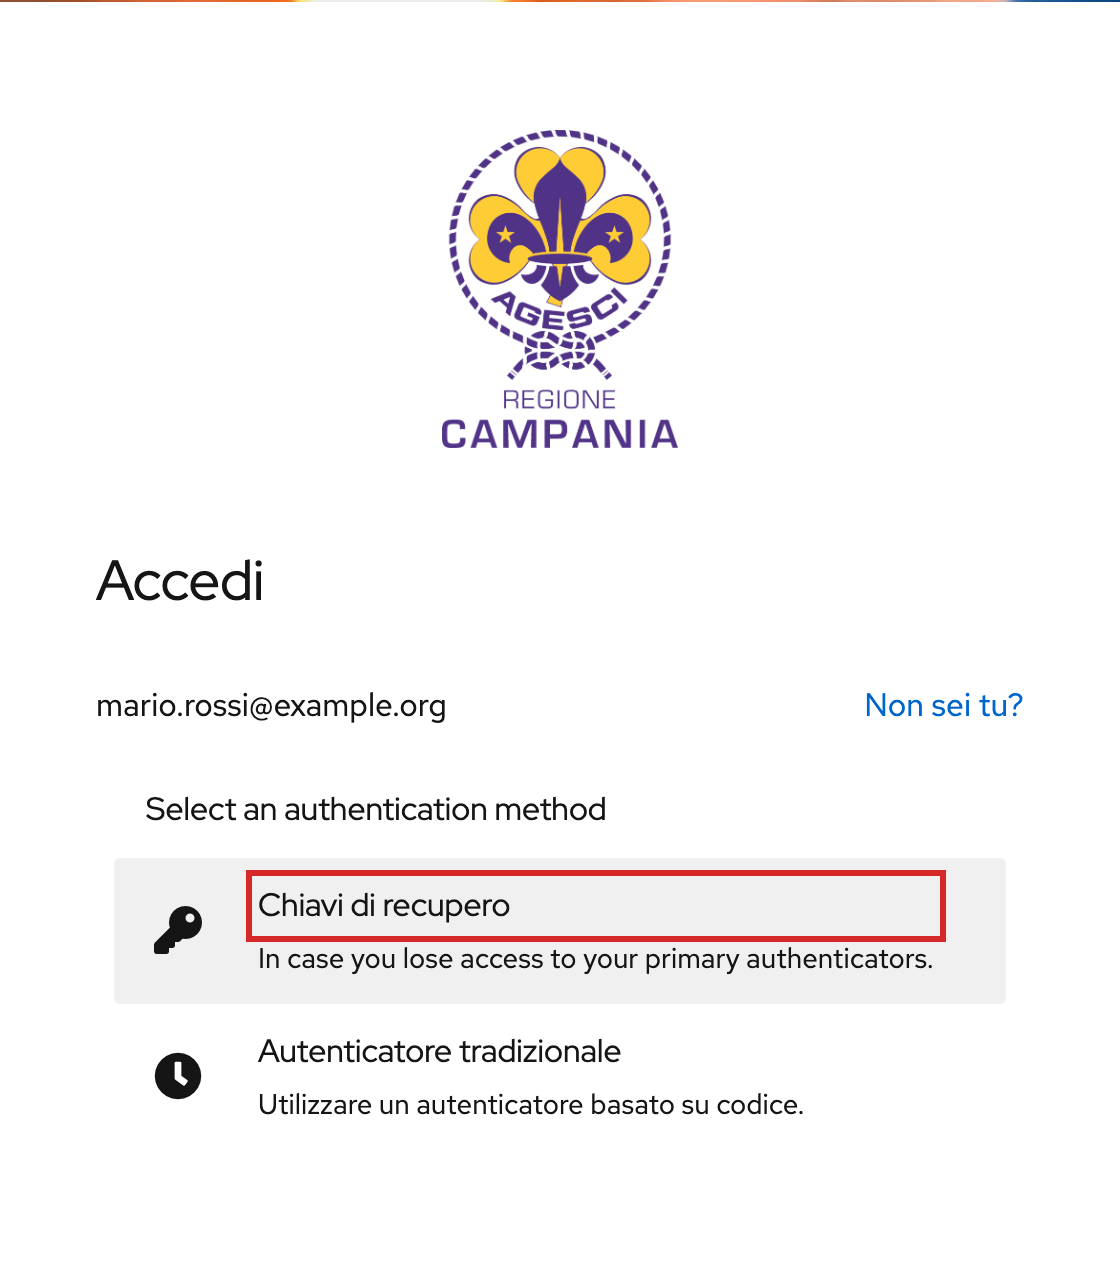 AGESCI
REGIONE
CAMPANIA
Accedi
mario.rossi@example.org
Non sei tu?
Select an authentication method
Chiavi di recupero
In case you lose access to your primary authenticators.
Autenticatore tradizionale
Utilizzare un autenticatore basato su codice.